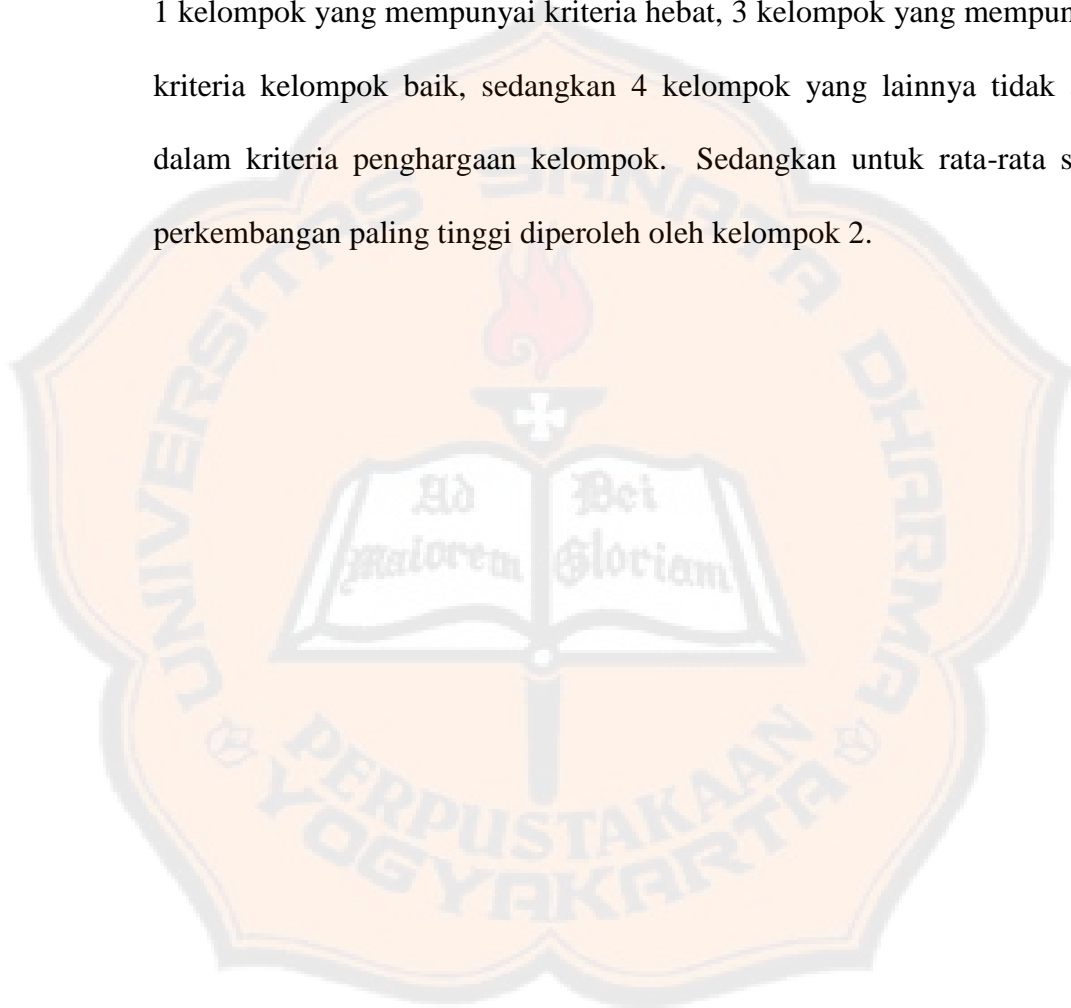 1 kelompok yang mempunyai kriteria hebat, 3 kelompok yang
kriteria kelompok baik, sedangkan 4 kelompok yang lainnya tidak
dalam kriteria penghargaan kelompok. Sedangkan untuk rata-rata
perkembangan paling tinggi diperoleh oleh kelompok 2.
UNIVERSITAS SANATA DHARMA
Ad Dei
Maiorem Gloriam
PERPUSTAKAAN
YOGYAKARTA